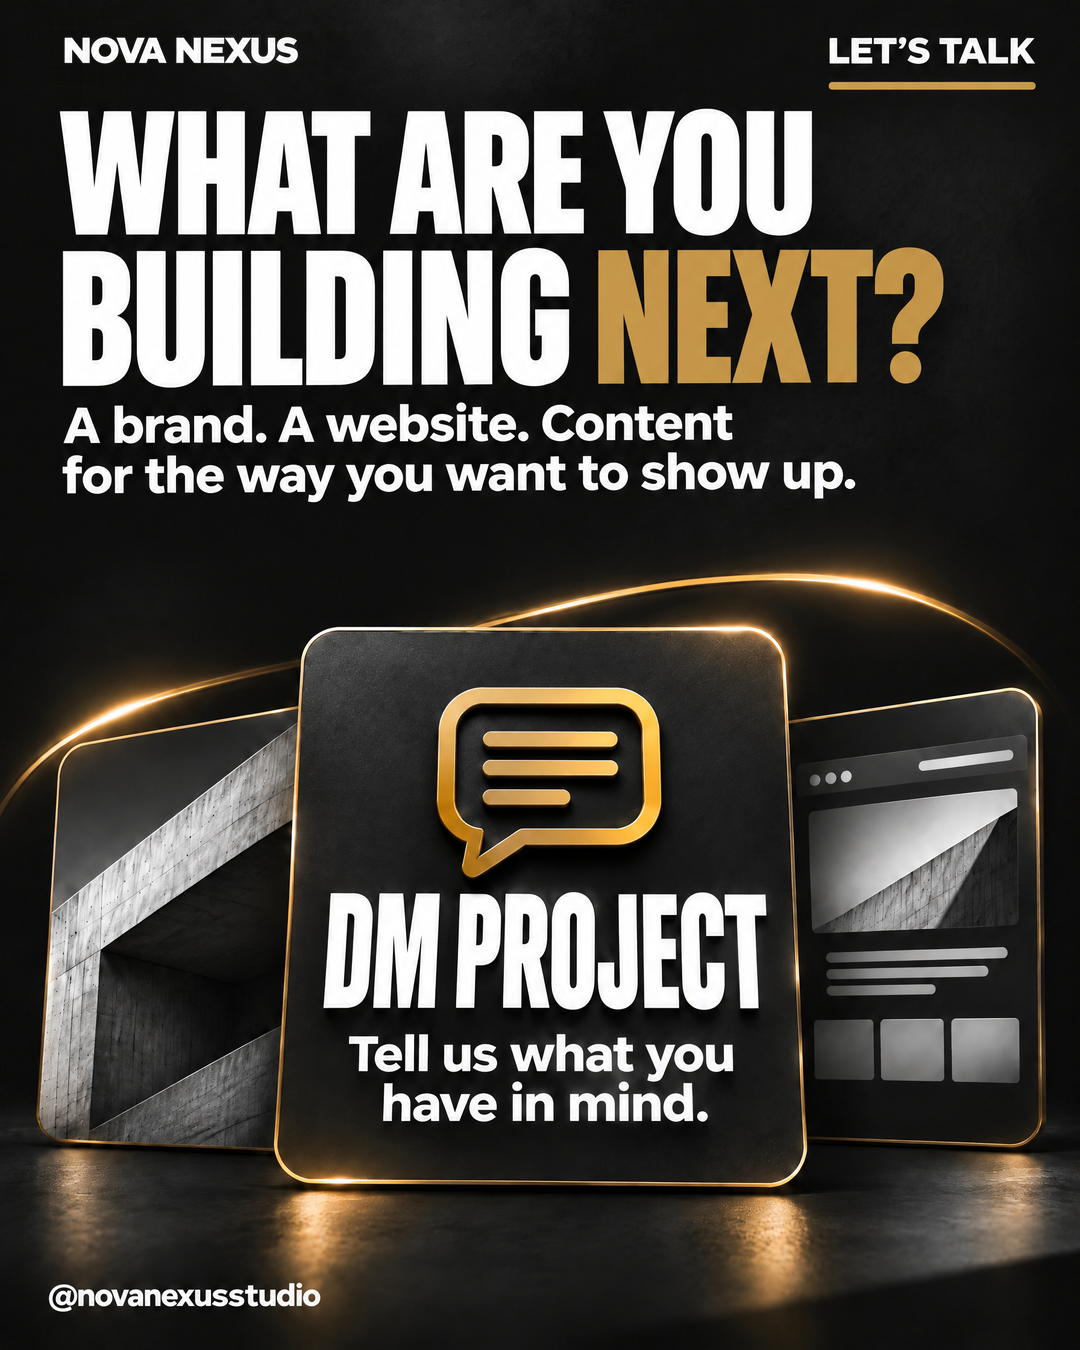 NOVA NEXUS
LET’S TALK
WHAT ARE YOU
BUILDING NEXT?
A brand. A website. Content
for the way you want to show up.
DM PROJECT
Tell us what you
have in mind.
@novanexusstudio